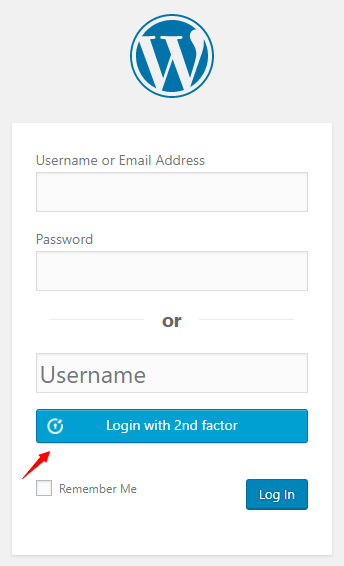 Username or Email Address
Password
or
Username
Login with 2nd factor
Remember Me
Log In